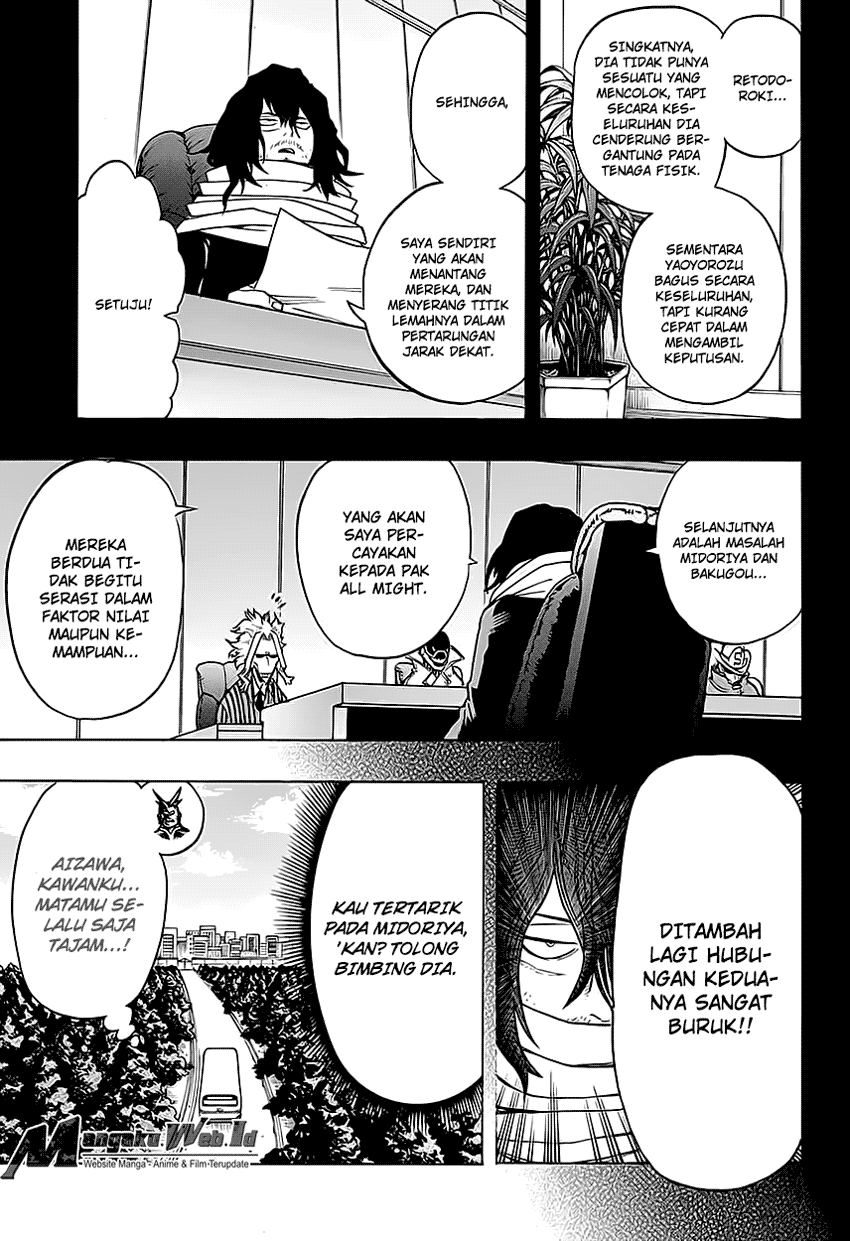 RETODO-
ROKI...
SINGKATNYA,
DIA TIDAK PUNYA
SESUATU YANG
MENCOLOK, TAPI
SECARA KES-
ELURUHAN DIA
CENDERUNG BER-
GANTUNG PADA
TENAGA FISIK.
SEMENTARA
YAOYOROZU
BAGUS SECARA
KESELURUHAN,
TAPI KURANG
CEPAT DALAM
MENGAMBIL
KEPUTUSAN.
SEHINGGA,
SAYA SENDIRI
YANG AKAN
MENANTANG
MEREKA, DAN
MENYERANG TITIK
LEMAHNYA DALAM
PERTARUNGAN
JARAK DEKAT.
SETUJU!
SELANJUTNYA
ADALAH MASALAH
MIDORIYA DAN
BAKUGOU...
YANG AKAN
SAYA PER-
CAYAKAN
KEPADA PAK
ALL MIGHT.
MEREKA
BERDUA TI-
DAK BEGITU
SERASI DALAM
FAKTOR NILAI
MAUPUN KE-
MAMPUAN...
DITAMBAH
LAGI HUBU-
NGAN KEDUA-
NYA SANGAT
BURUK!!
KAU TERTARIK
PADA MIDORIYA,
'KAN? TOLONG
BIMBING DIA.
AIZAWA,
KAWANKU...
MATAMU SE-
LALU SAJA
TAJAM...!
Mangaku.Web.Id
Website Manga - Anime & Film Terupdate